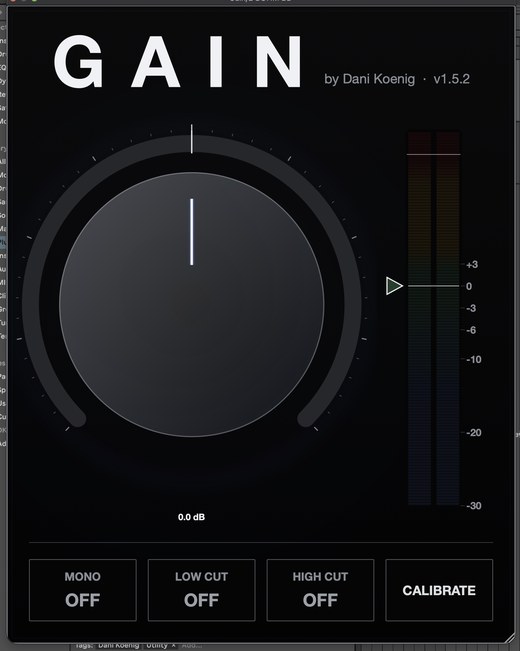 GAIN by Dani Koenig · v1.5.2
+3
0
-3
-6
-10
-20
-30
0.0 dB
MONO LOW CUT HIGH CUT
OFF OFF OFF CALIBRATE
Tags: Dani Koenig Utility × Add...